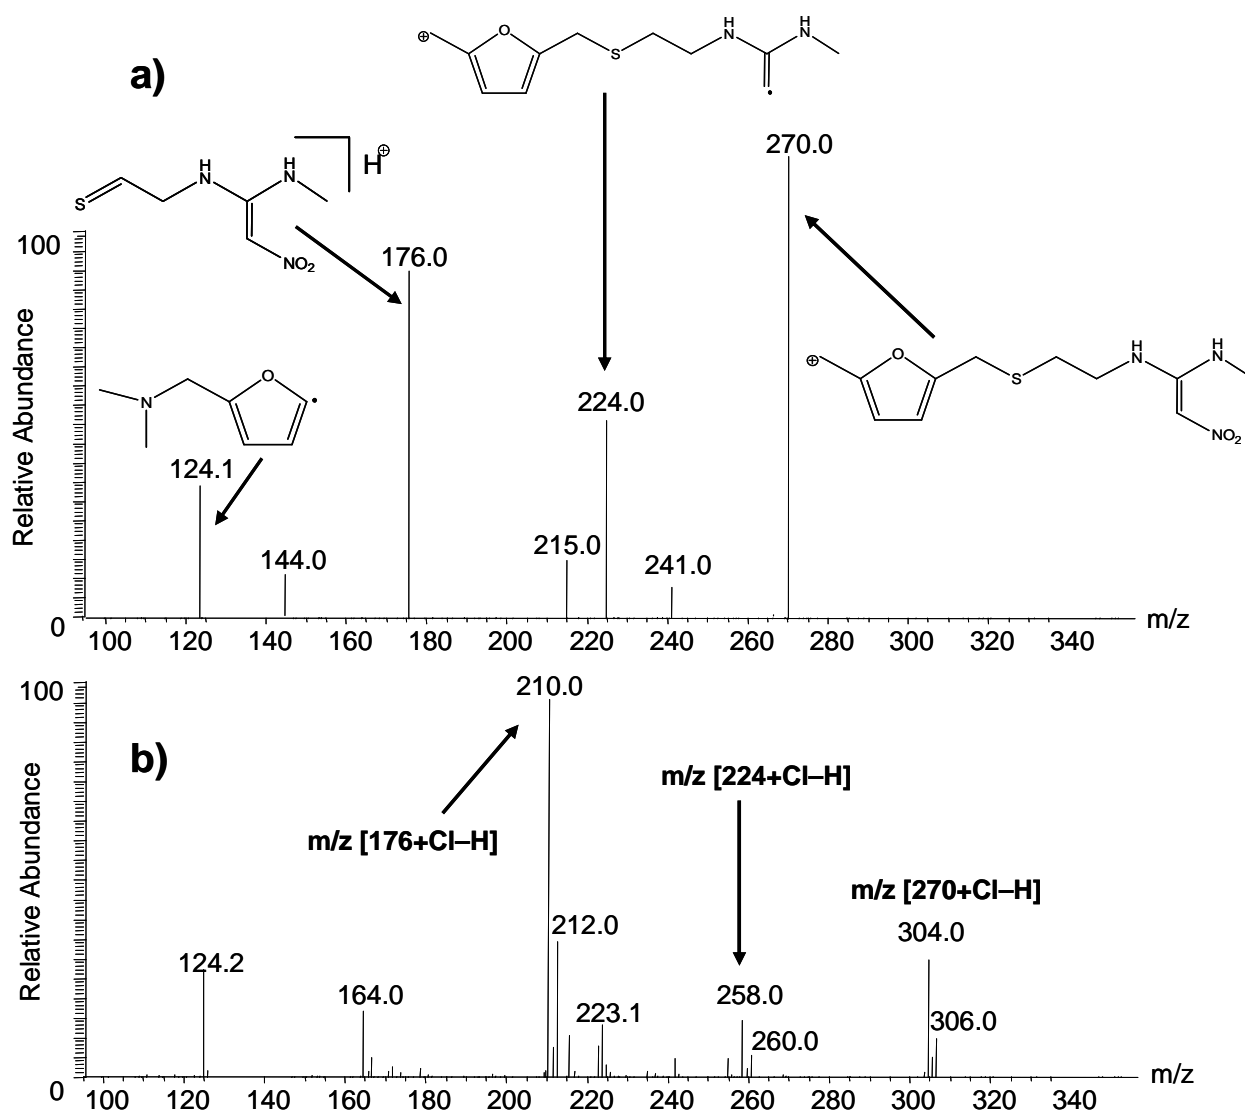 a)
O
⊕
S
H
N
H
N
270.0
H⊕
H
N
H
N
S
NO2
100
176.0
O
N
124.1
224.0
H
N
H
N
⊕
O
S
NO2
144.0
215.0
241.0
Relative Abundance
0
100 120 140 160 180 200 220 240 260 280 300 320 340
m/z
100
210.0
b)
m/z [224+Cl–H]
m/z [176+Cl–H]
m/z [270+Cl–H]
304.0
212.0
124.2
164.0
223.1
258.0
260.0
306.0
Relative Abundance
0
100 120 140 160 180 200 220 240 260 280 300 320 340
m/z